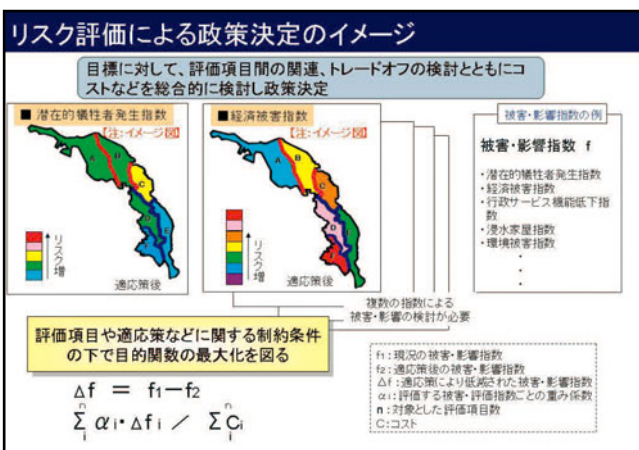 リスク評価による政策決定のイメージ
目標に対して、評価項目間の関連、トレードオフの検討とともにコ
ストなどを総合的に検討し政策決定
■ 潜在的犠牲者発生指数
【注:イメージ図】
A
B
C
D
E
リスク増
適応策後
■ 経済被害指数
【注:イメージ図】
A
B
C
D
リスク増
適応策後
被害・影響指数の例
被害・影響指数 f
・潜在的犠牲者発生指数
・経済被害指数
・行政サービス機能低下指
数
・浸水家屋指数
・環境被害指数
・
・
・
複数の指数による
被害・影響の検討が必要
評価項目や適応策などに関する制約条件
の下で目的関数の最大化を図る
Δf = f1−f2
n n
Σ αi・Δfi / Σ Ci
i i
f1:現況の被害・影響指数
f2:適応策後の被害・影響指数
Δf:適応策により低減された被害・影響指数
αi:評価する被害・評価指数ごとの重み係数
n:対象とした評価項目数
C:コスト